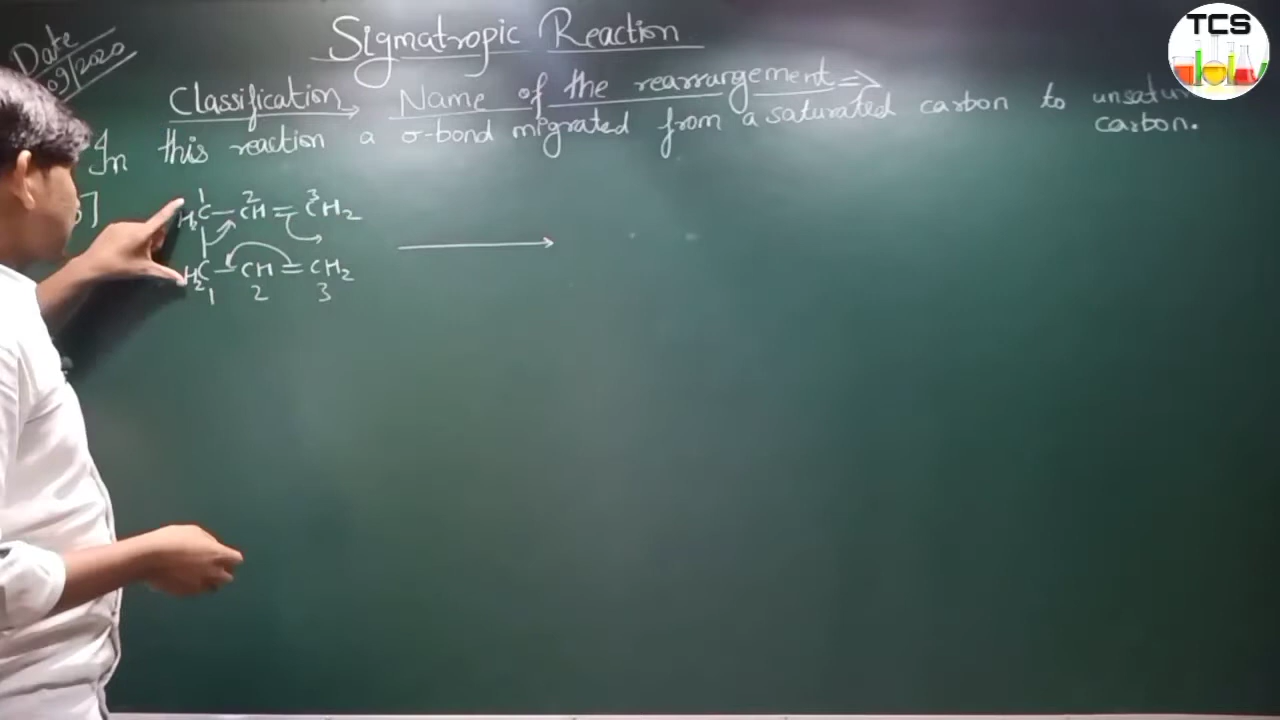 TCS
Date
09/2020
Sigmatropic Reaction
Classification → Name of the rearrangement ⇒
In this reaction a σ-bond migrated from a saturated carbon to
carbon.
1 2 3
H2C — CH = CH2
H2C — CH = CH2
1 2 3